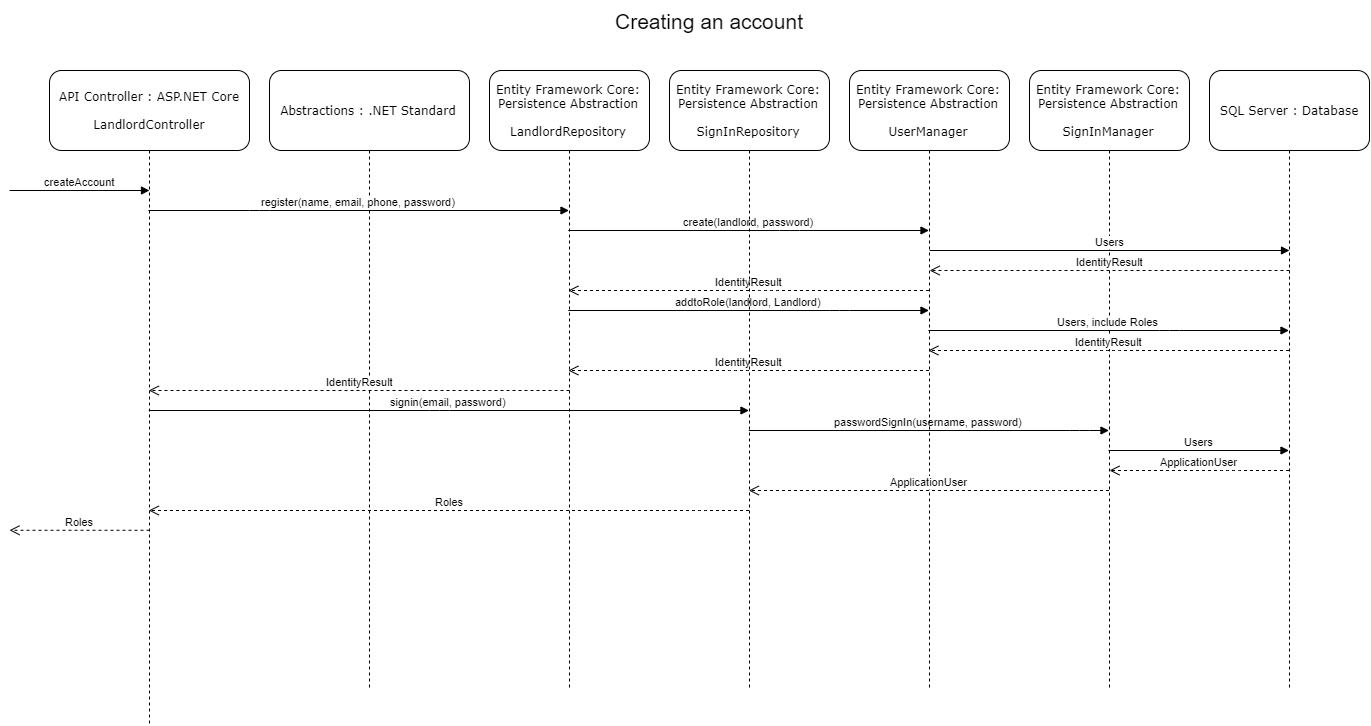 Creating an account
API Controller : ASP.NET Core
LandlordController
Abstractions : .NET Standard
Entity Framework Core:
Persistence Abstraction
LandlordRepository
Entity Framework Core:
Persistence Abstraction
SignInRepository
Entity Framework Core:
Persistence Abstraction
UserManager
Entity Framework Core:
Persistence Abstraction
SignInManager
SQL Server : Database
createAccount
register(name, email, phone, password)
create(landlord, password)
Users
IdentityResult
IdentityResult
addtoRole(landlord, Landlord)
Users, include Roles
IdentityResult
IdentityResult
IdentityResult
signin(email, password)
passwordSignIn(username, password)
Users
ApplicationUser
ApplicationUser
Roles
Roles